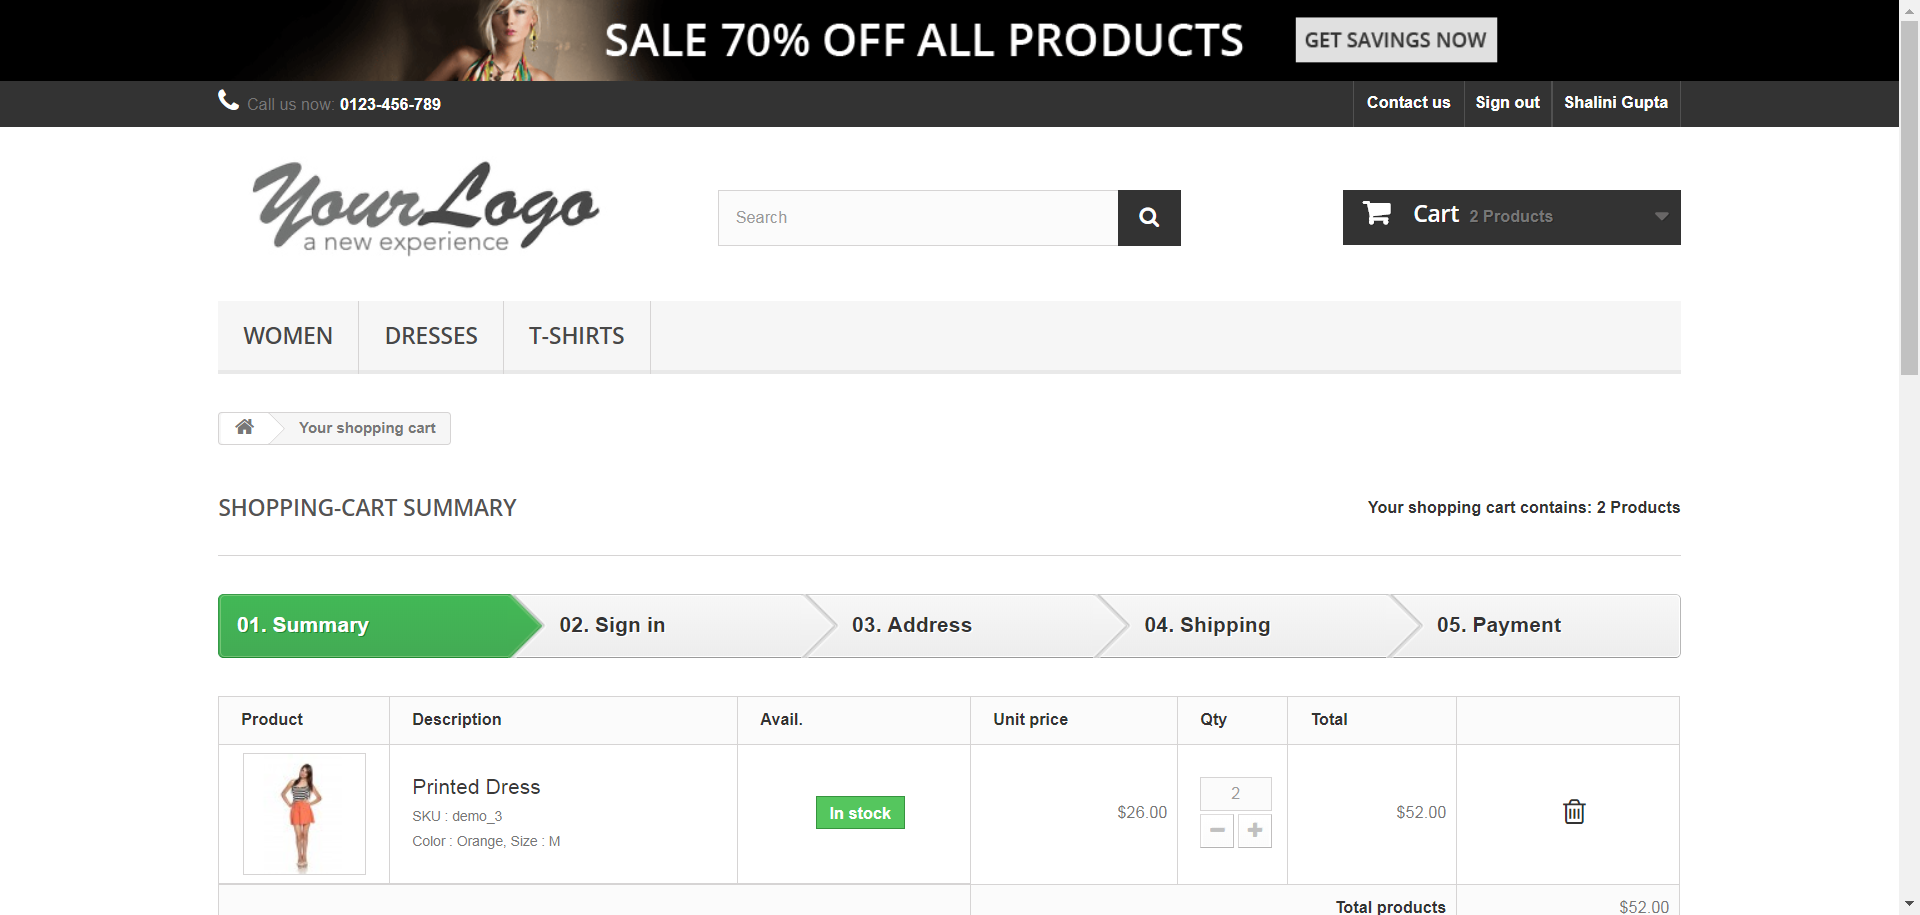 SALE 70% OFF ALL PRODUCTS GET SAVINGS NOW
Call us now: 0123-456-789 Contact us Sign out Shalini Gupta
YourLogo
a new experience
Search
Cart 2 Products
WOMEN DRESSES T-SHIRTS
Your shopping cart
SHOPPING-CART SUMMARY Your shopping cart contains: 2 Products
01. Summary 02. Sign in 03. Address 04. Shipping 05. Payment
Product Description Avail. Unit price Qty Total
Printed Dress
SKU : demo_3
Color : Orange, Size : M
In stock
$26.00
2
$52.00
Total products $52.00